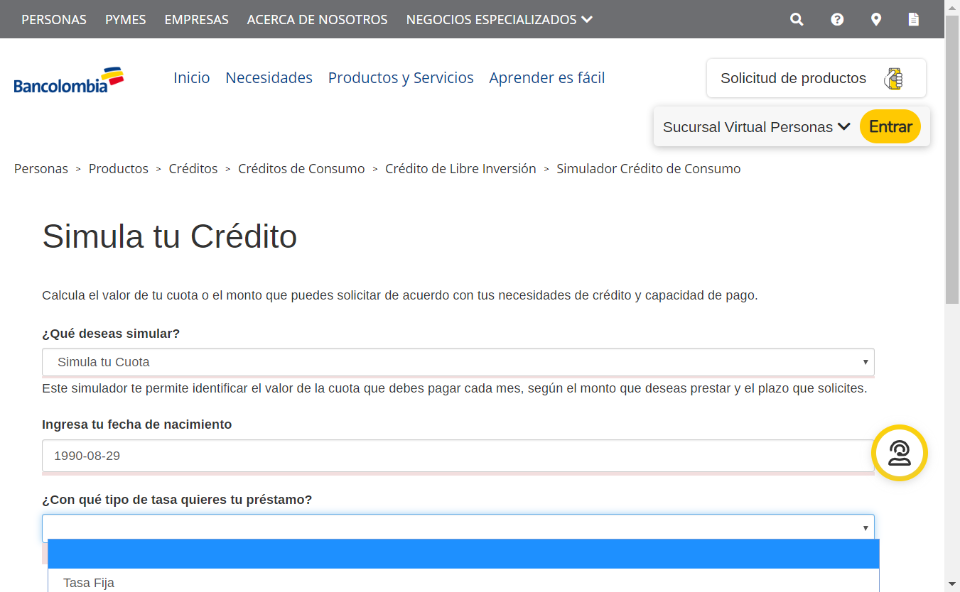 PERSONAS PYMES EMPRESAS ACERCA DE NOSOTROS NEGOCIOS ESPECIALIZADOS
Bancolombia
Inicio Necesidades Productos y Servicios Aprender es fácil
Solicitud de productos
Sucursal Virtual Personas Entrar
Personas > Productos > Créditos > Créditos de Consumo > Crédito de Libre Inversión > Simulador Crédito de Consumo
Simula tu Crédito
Calcula el valor de tu cuota o el monto que puedes solicitar de acuerdo con tus necesidades de crédito y capacidad de pago.
¿Qué deseas simular?
Simula tu Cuota
Este simulador te permite identificar el valor de la cuota que debes pagar cada mes, según el monto que deseas prestar y el plazo que solicites.
Ingresa tu fecha de nacimiento
1990-08-29
¿Con qué tipo de tasa quieres tu préstamo?
Tasa Fija